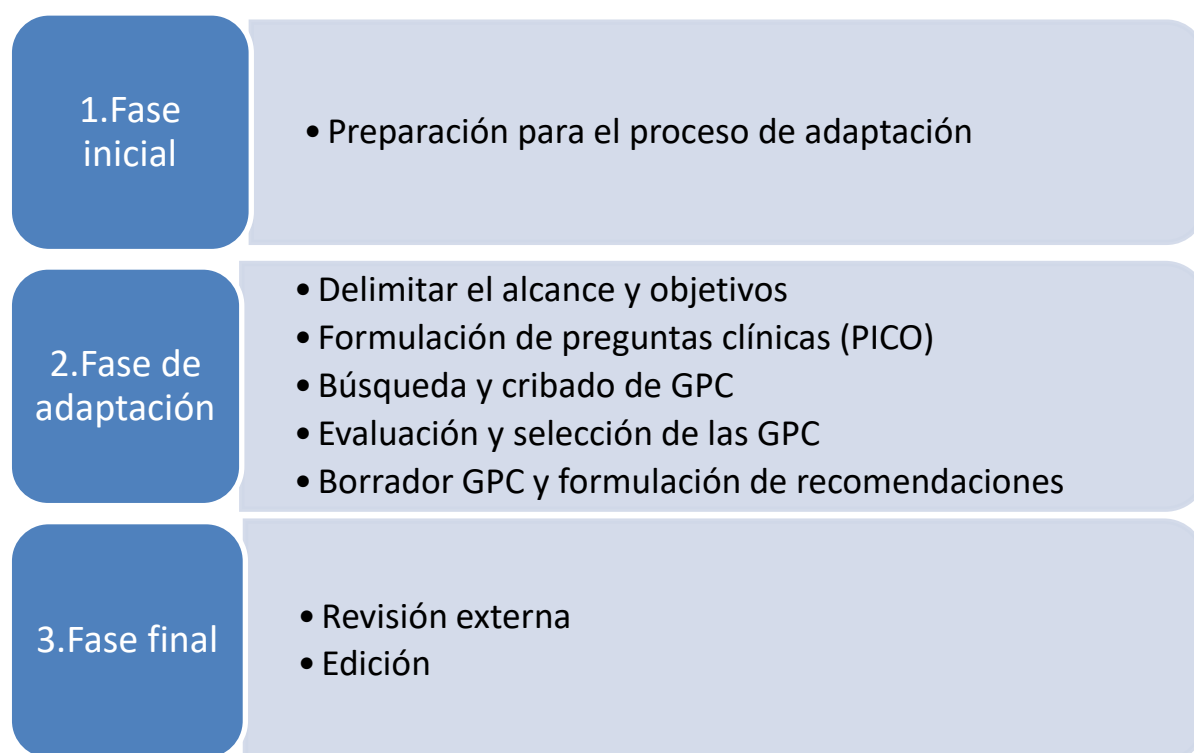 1.Fase
inicial
• Preparación para el proceso de adaptación
2.Fase de
adaptación
• Delimitar el alcance y objetivos
• Formulación de preguntas clínicas (PICO)
• Búsqueda y cribado de GPC
• Evaluación y selección de las GPC
• Borrador GPC y formulación de recomendaciones
3.Fase final
• Revisión externa
• Edición